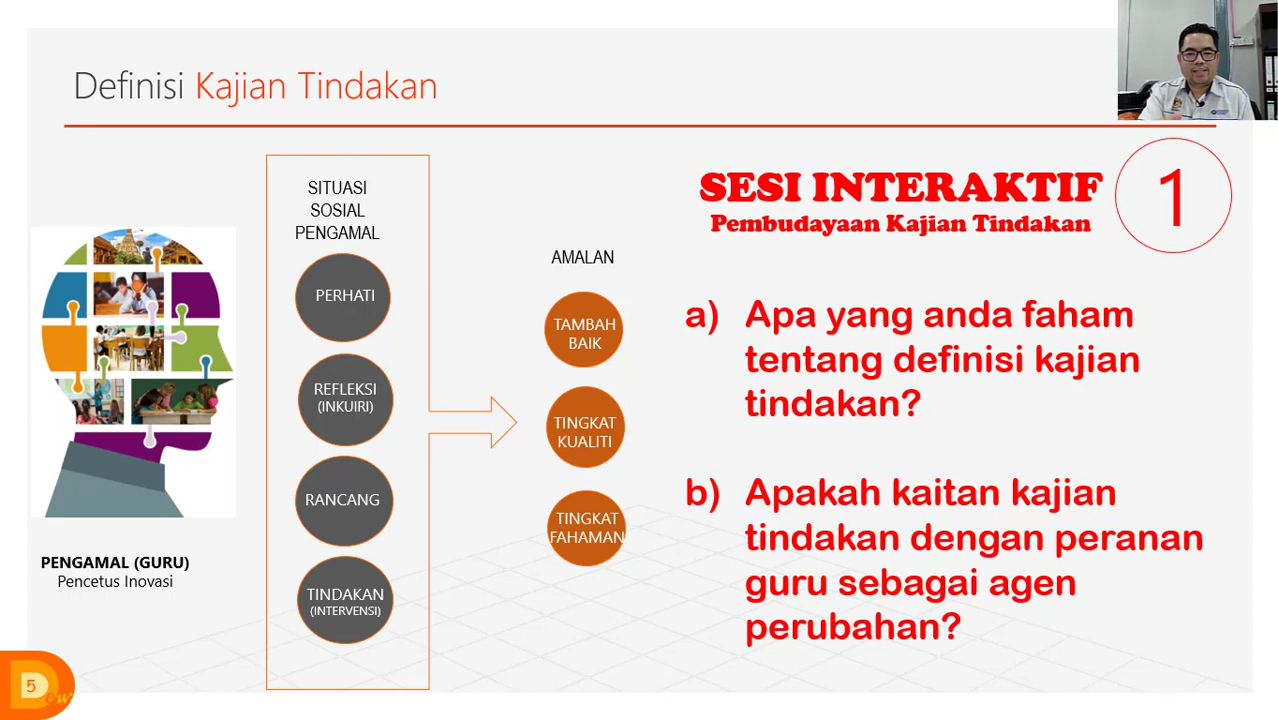 Definisi Kajian Tindakan
SITUASI
SOSIAL
PENGAMAL
PERHATI
REFLEKSI
(INKUIRI)
RANCANG
TINDAKAN
(INTERVENSI)
PENGAMAL (GURU)
Pencetus Inovasi
AMALAN
TAMBAH
BAIK
TINGKAT
KUALITI
TINGKAT
FAHAMAN
SESI INTERAKTIF
Pembudayaan Kajian Tindakan
1
a) Apa yang anda faham
tentang definisi kajian
tindakan?
b) Apakah kaitan kajian
tindakan dengan peranan
guru sebagai agen
perubahan?
5